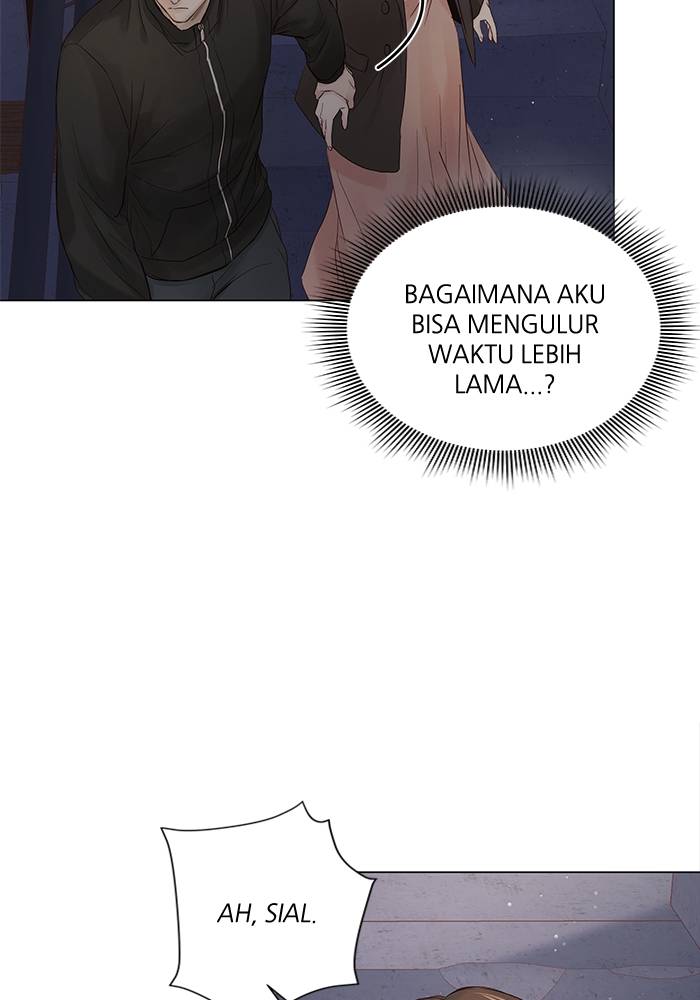 BAGAIMANA AKU
BISA MENGULUR
WAKTU LEBIH
LAMA...?
AH, SIAL.